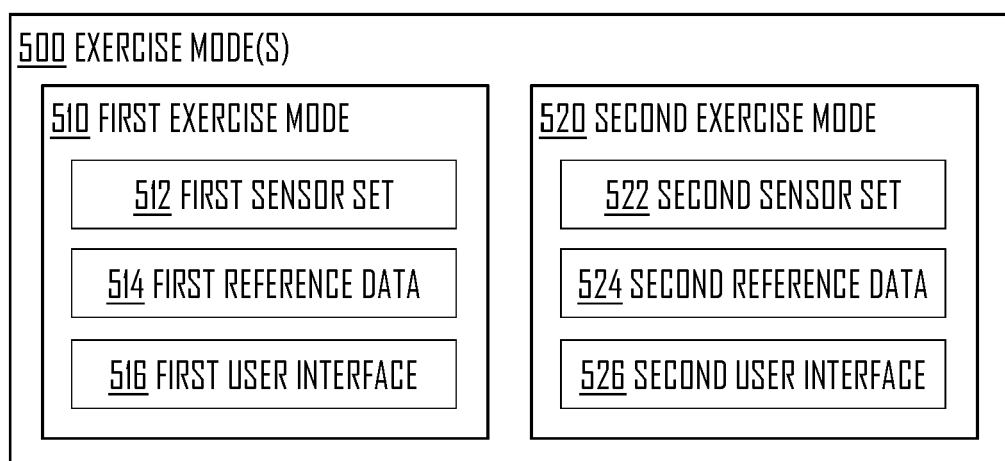 500 EXERCISE MODE(S)
510 FIRST EXERCISE MODE
512 FIRST SENSOR SET
514 FIRST REFERENCE DATA
516 FIRST USER INTERFACE
520 SECOND EXERCISE MODE
522 SECOND SENSOR SET
524 SECOND REFERENCE DATA
526 SECOND USER INTERFACE